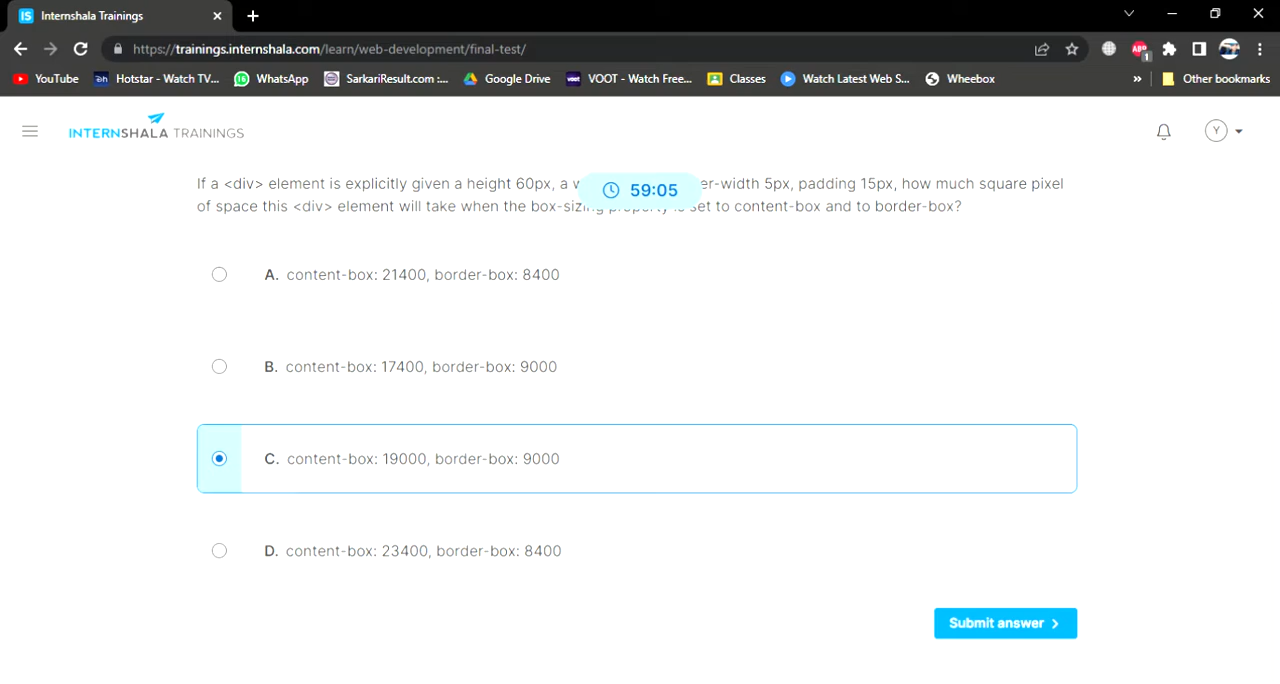 Internshala Trainings
https://trainings.internshala.com/learn/web-development/final-test/
YouTube
Hotstar - Watch TV...
WhatsApp
SarkariResult.com :...
Google Drive
VOOT - Watch Free...
Classes
Watch Latest Web S...
Wheebox
»
Other bookmarks
INTERNSHALA TRAININGS
Y
If a <div> element is explicitly given a height 60px, a w 59:05 er-width 5px, padding 15px, how much square pixel
of space this <div> element will take when the box-sizing property is set to content-box and to border-box?
A. content-box: 21400, border-box: 8400
B. content-box: 17400, border-box: 9000
C. content-box: 19000, border-box: 9000
D. content-box: 23400, border-box: 8400
Submit answer >